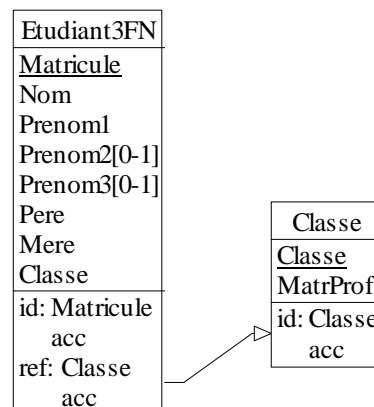 Etudiant3FN
Matricule
Nom
Prenom1
Prenom2[0-1]
Prenom3[0-1]
Pere
Mere
Classe
id: Matricule
acc
ref: Classe
acc
Classe
Classe
MatrProf
id: Classe
acc